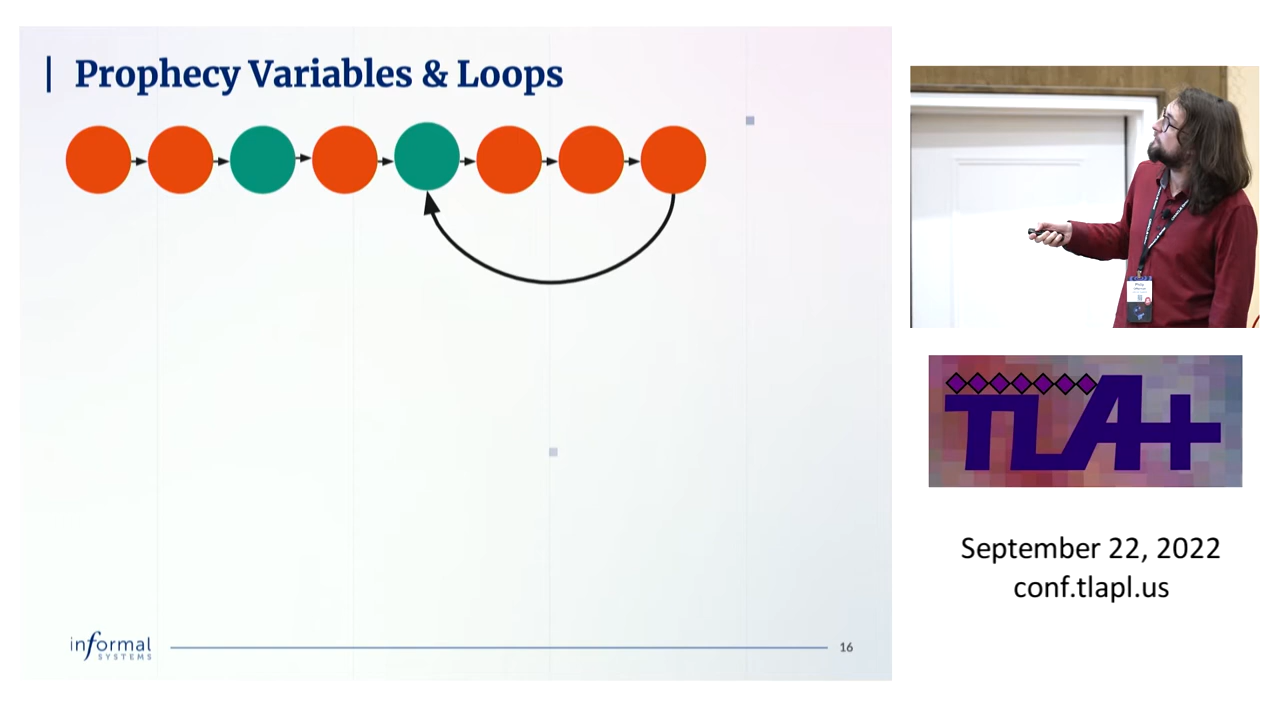 Prophecy Variables & Loops
informal
SYSTEMS
16
TLA+
September 22, 2022
conf.tlapl.us